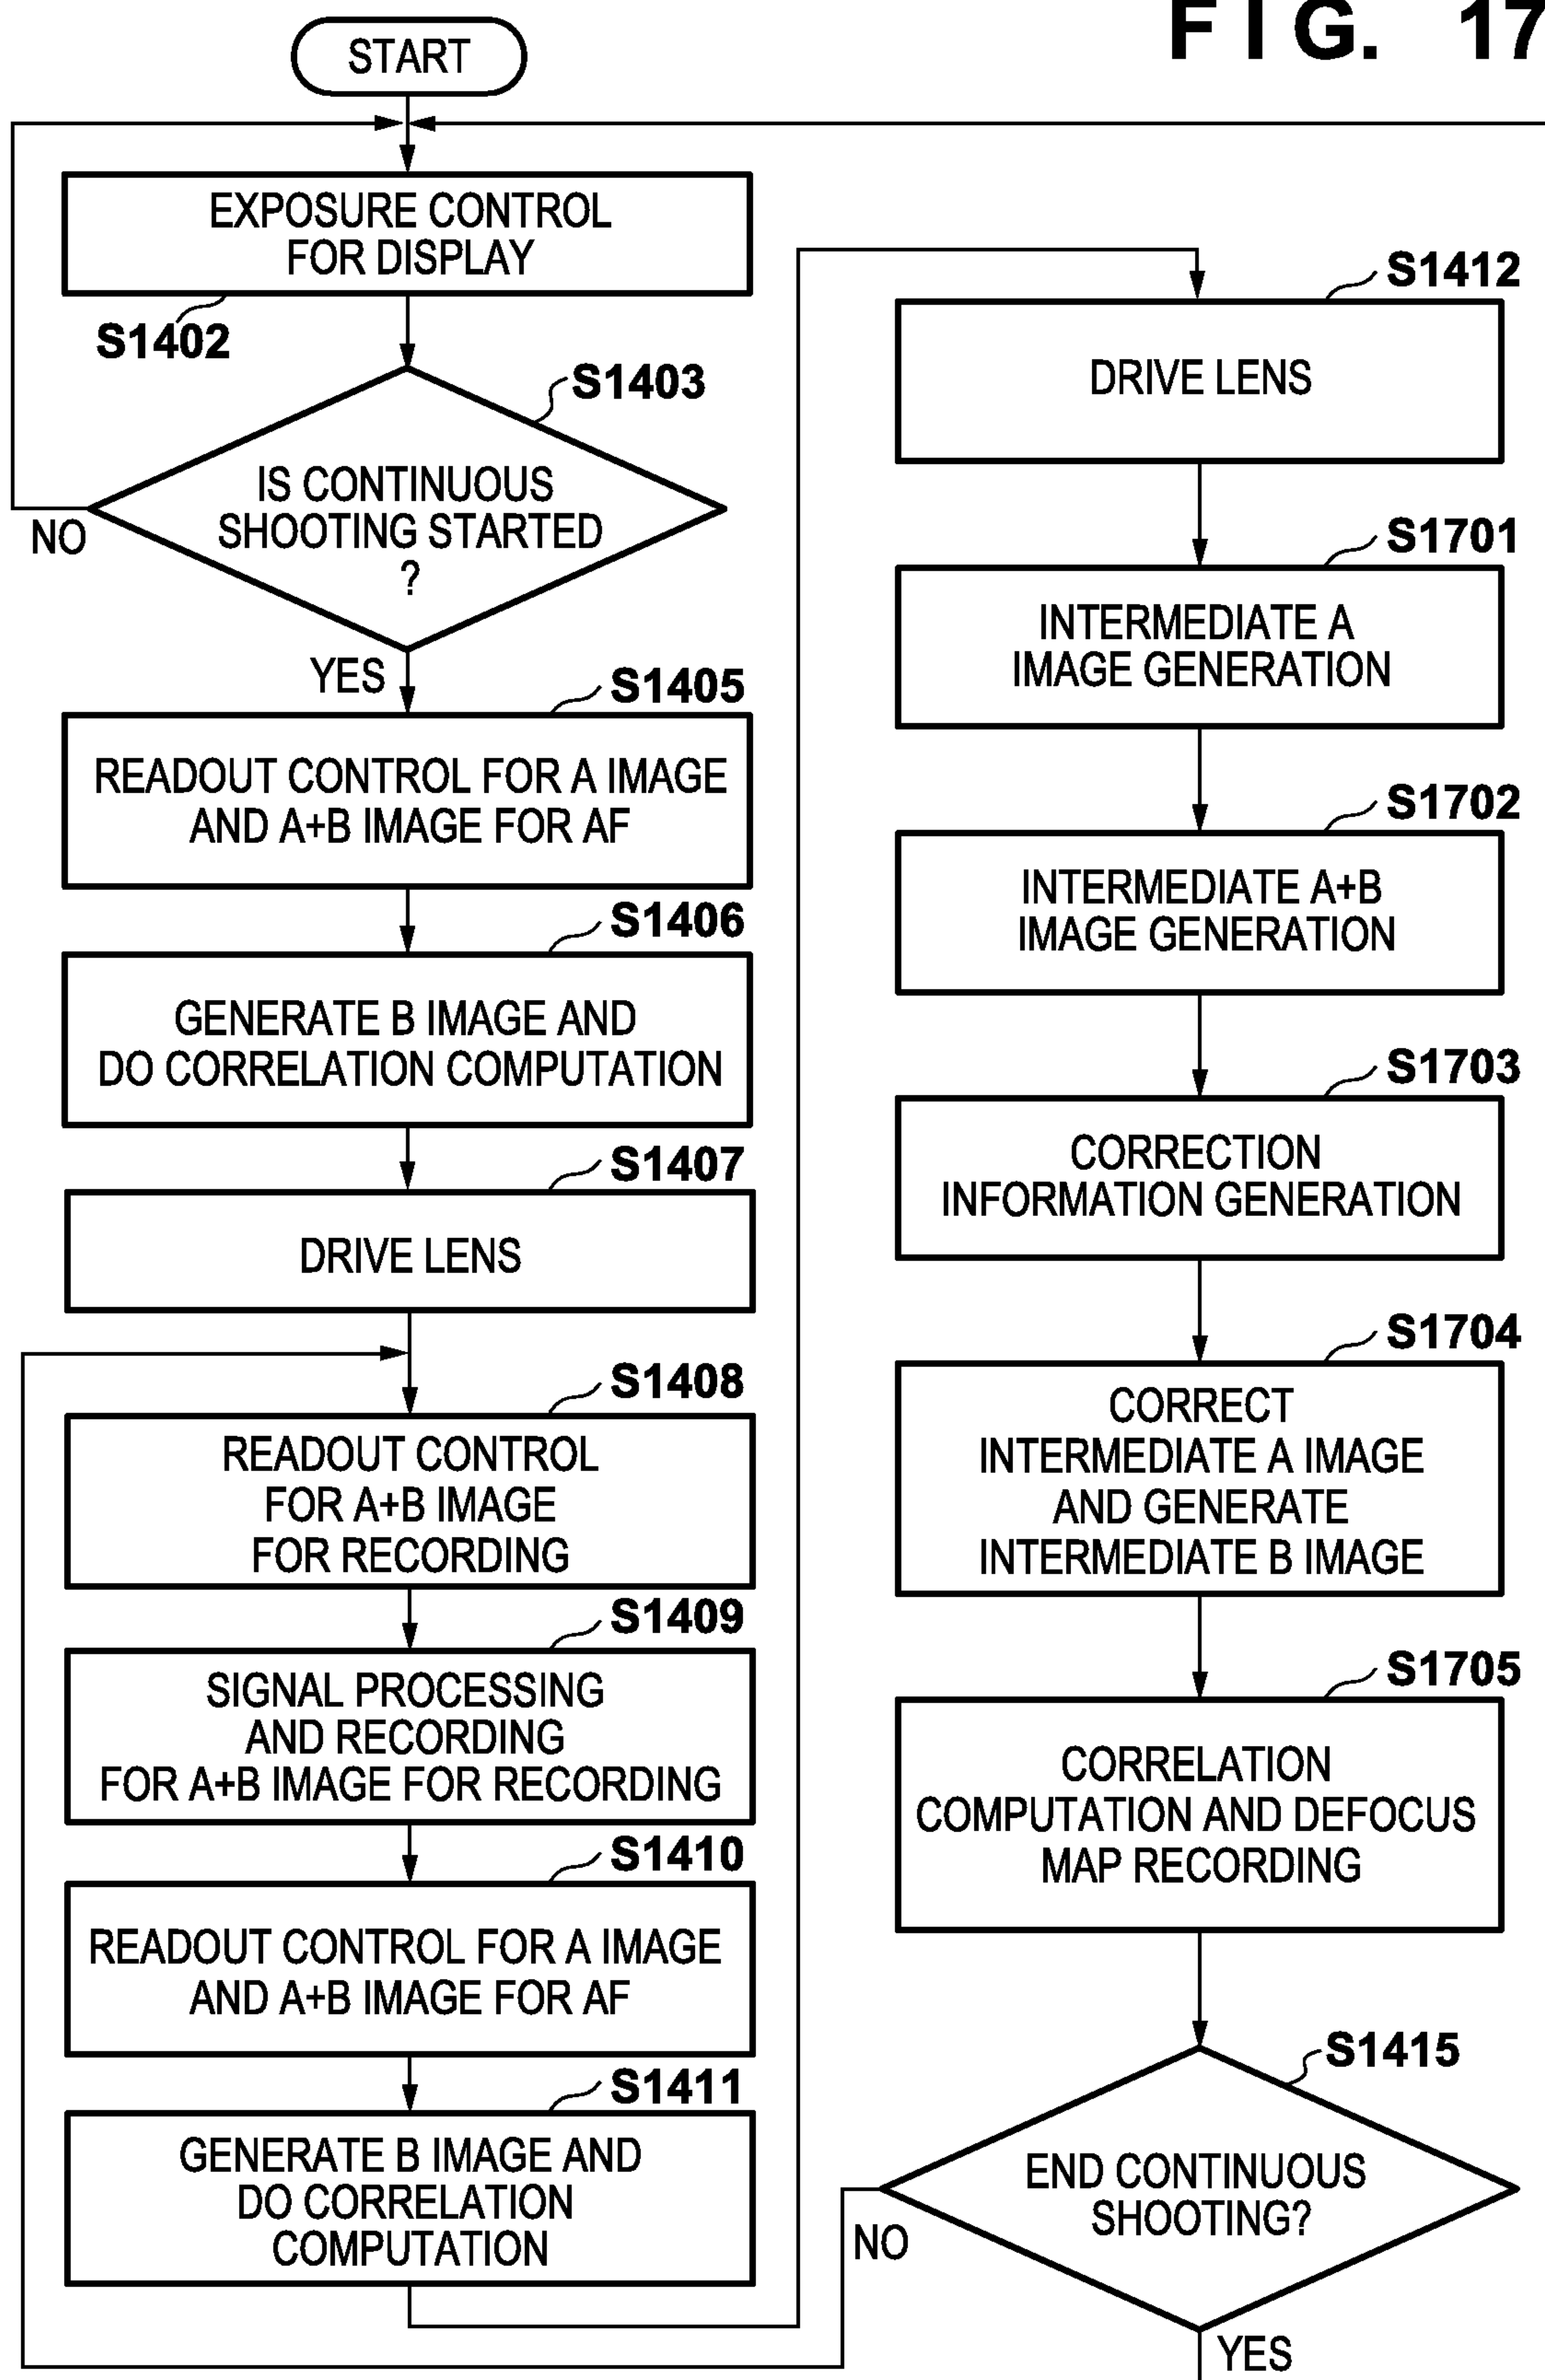 FIG. 17
START
EXPOSURE CONTROL
FOR DISPLAY
S1402
S1403
IS CONTINUOUS
SHOOTING STARTED
?
NO
YES
S1405
READOUT CONTROL FOR A IMAGE
AND A+B IMAGE FOR AF
S1406
GENERATE B IMAGE AND
DO CORRELATION COMPUTATION
S1407
DRIVE LENS
S1408
READOUT CONTROL
FOR A+B IMAGE
FOR RECORDING
S1409
SIGNAL PROCESSING
AND RECORDING
FOR A+B IMAGE FOR RECORDING
S1410
READOUT CONTROL FOR A IMAGE
AND A+B IMAGE FOR AF
S1411
GENERATE B IMAGE AND
DO CORRELATION
COMPUTATION
S1412
DRIVE LENS
S1701
INTERMEDIATE A
IMAGE GENERATION
S1702
INTERMEDIATE A+B
IMAGE GENERATION
S1703
CORRECTION
INFORMATION GENERATION
S1704
CORRECT
INTERMEDIATE A IMAGE
AND GENERATE
INTERMEDIATE B IMAGE
S1705
CORRELATION
COMPUTATION AND DEFOCUS
MAP RECORDING
S1415
END CONTINUOUS
SHOOTING?
NO
YES